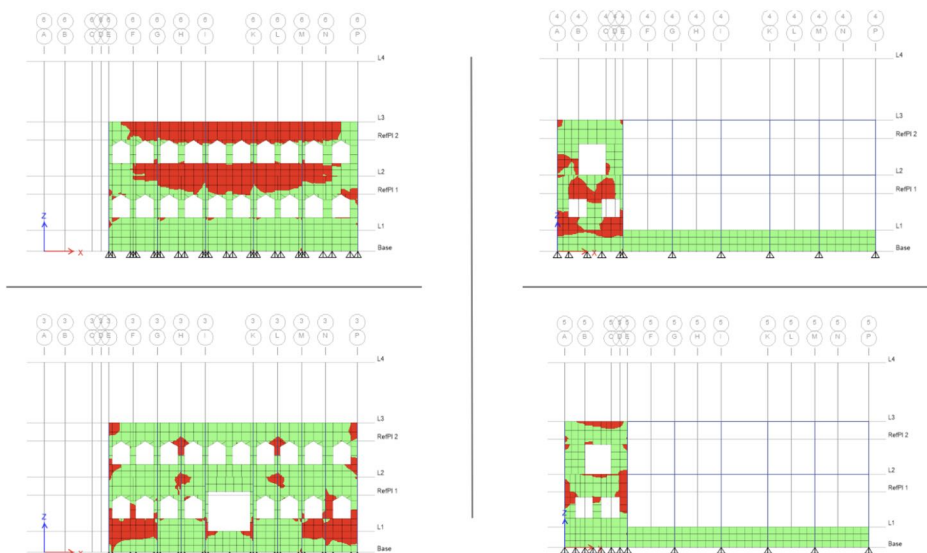 6 6 6 6 6 6 6 6 6 6 6 6 6 6
A B C D E F G H I K L M N P
L4
L3
RefPl 2
L2
RefPl 1
L1
Z
X
Base
4 4 4 4 4 4 4 4 4 4 4 4 4 4
A B C D E F G H I K L M N P
L4
L3
RefPl 2
L2
RefPl 1
L1
Z
X
Base
3 3 3 3 3 3 3 3 3 3 3 3 3 3
A B C D E F G H I K L M N P
L4
L3
RefPl 2
L2
RefPl 1
L1
Z
X
Base
5 5 5 5 5 5 5 5 5 5 5 5 5 5
A B C D E F G H I K L M N P
L4
L3
RefPl 2
L2
RefPl 1
L1
Z
Base